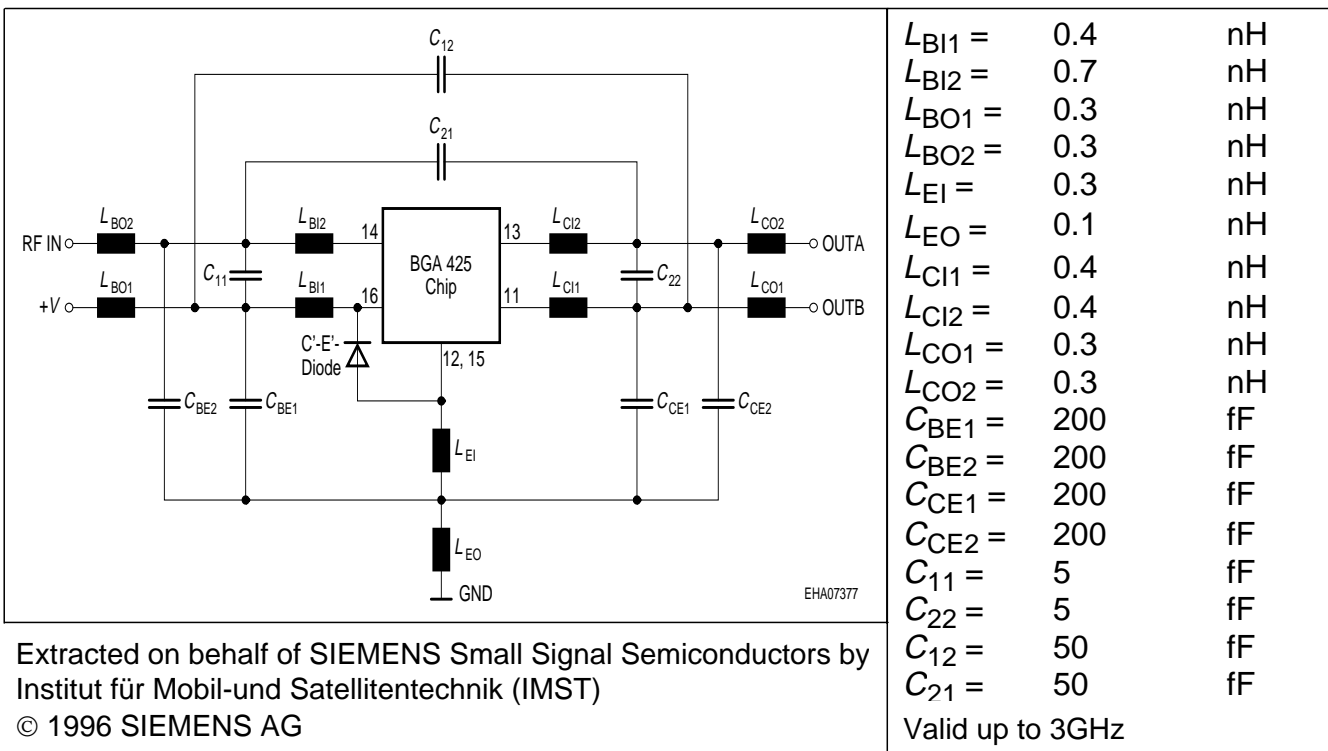 C12
C21
LBO2
LBI2
LCI2
LCO2
RF IN
14
13
OUTA
C11
BGA 425
Chip
C22
LBO1
LBI1
LCI1
LCO1
+V
16
11
OUTB
C'-E'-
Diode
12, 15
CBE2
CBE1
CCE1
CCE2
LEI
LEO
GND
EHA07377
LBI1 = 0.4 nH
LBI2 = 0.7 nH
LBO1 = 0.3 nH
LBO2 = 0.3 nH
LEI = 0.3 nH
LEO = 0.1 nH
LCI1 = 0.4 nH
LCI2 = 0.4 nH
LCO1 = 0.3 nH
LCO2 = 0.3 nH
CBE1 = 200 fF
CBE2 = 200 fF
CCE1 = 200 fF
CCE2 = 200 fF
C11 = 5 fF
C22 = 5 fF
C12 = 50 fF
C21 = 50 fF
Valid up to 3GHz
Extracted on behalf of SIEMENS Small Signal Semiconductors by
Institut für Mobil-und Satellitentechnik (IMST)
© 1996 SIEMENS AG